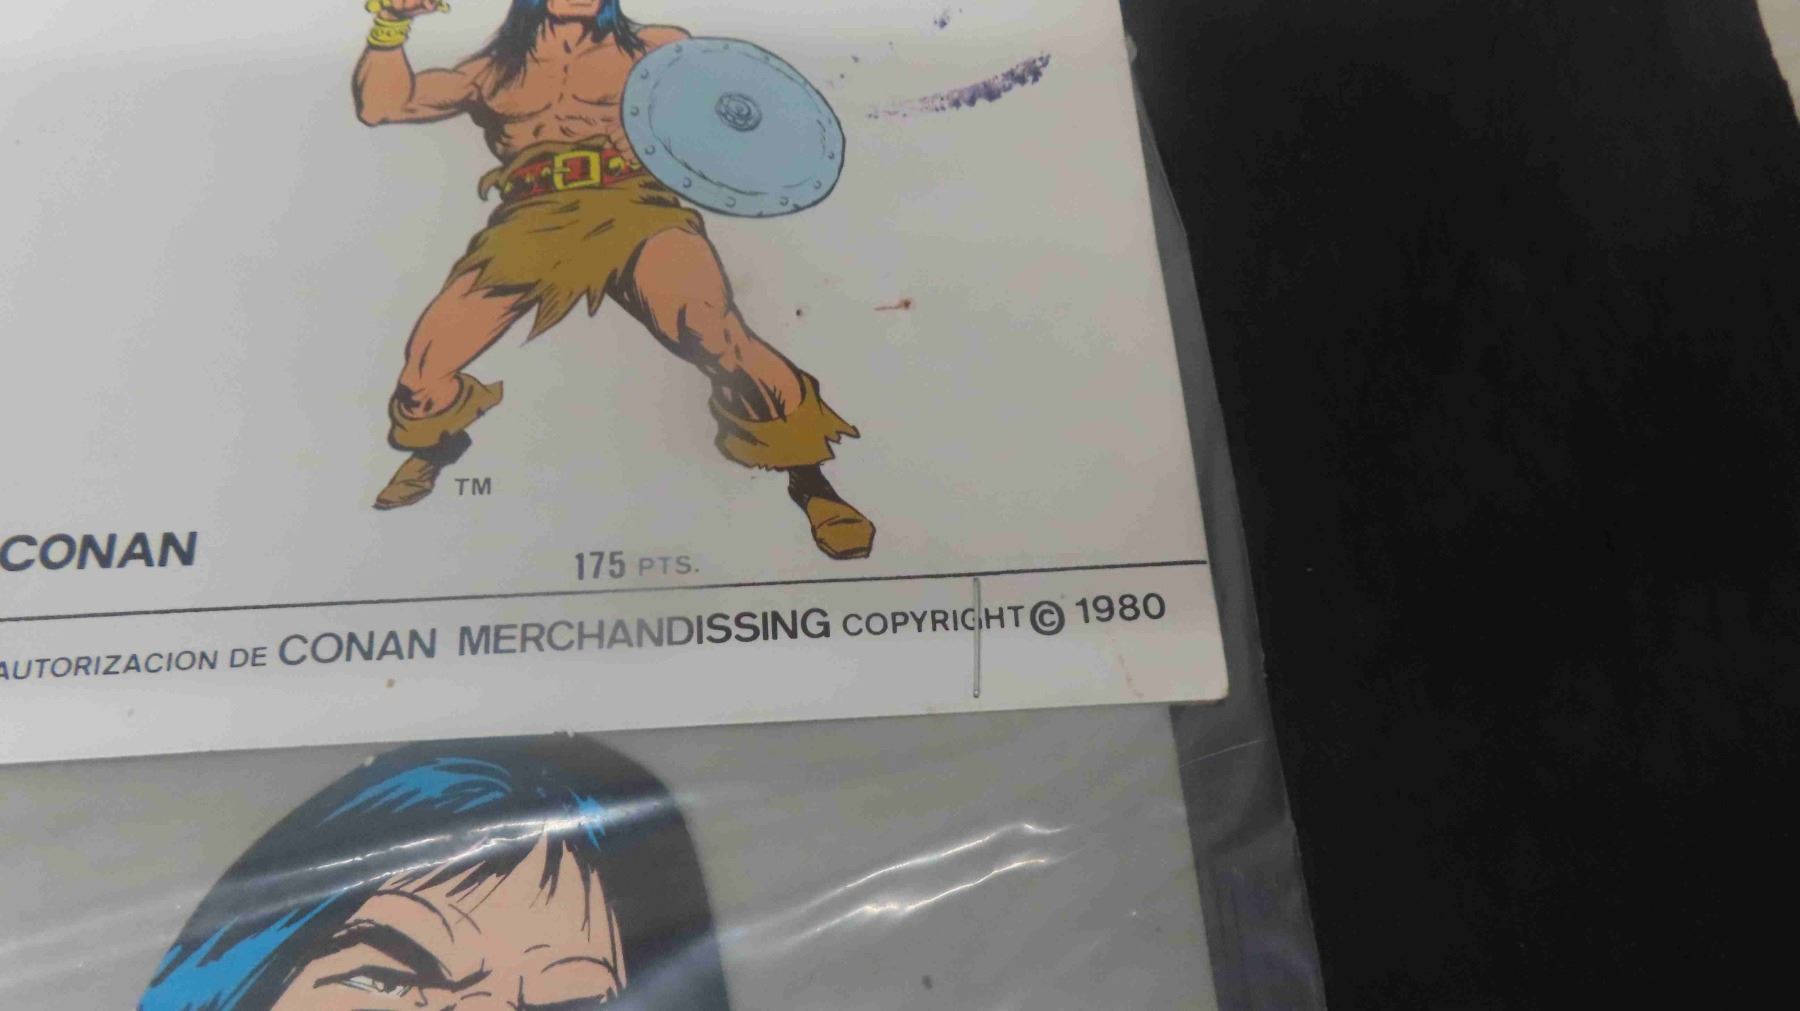 TM
CONAN
175 PTS.
AUTORIZACION DE CONAN MERCHANDISSING COPYRIGHT © 1980